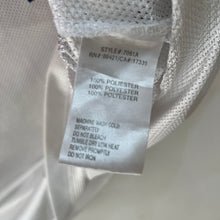 STYLE#: 7061A
100% POLYESTER
100% POLYESTER
100% POLYESTER
MACHINE WASH COLD
SEPARATELY
DO NOT BLEACH
TUMBLE DRY LOW HEAT
REMOVE PROMPTLY
DO NOT IRON